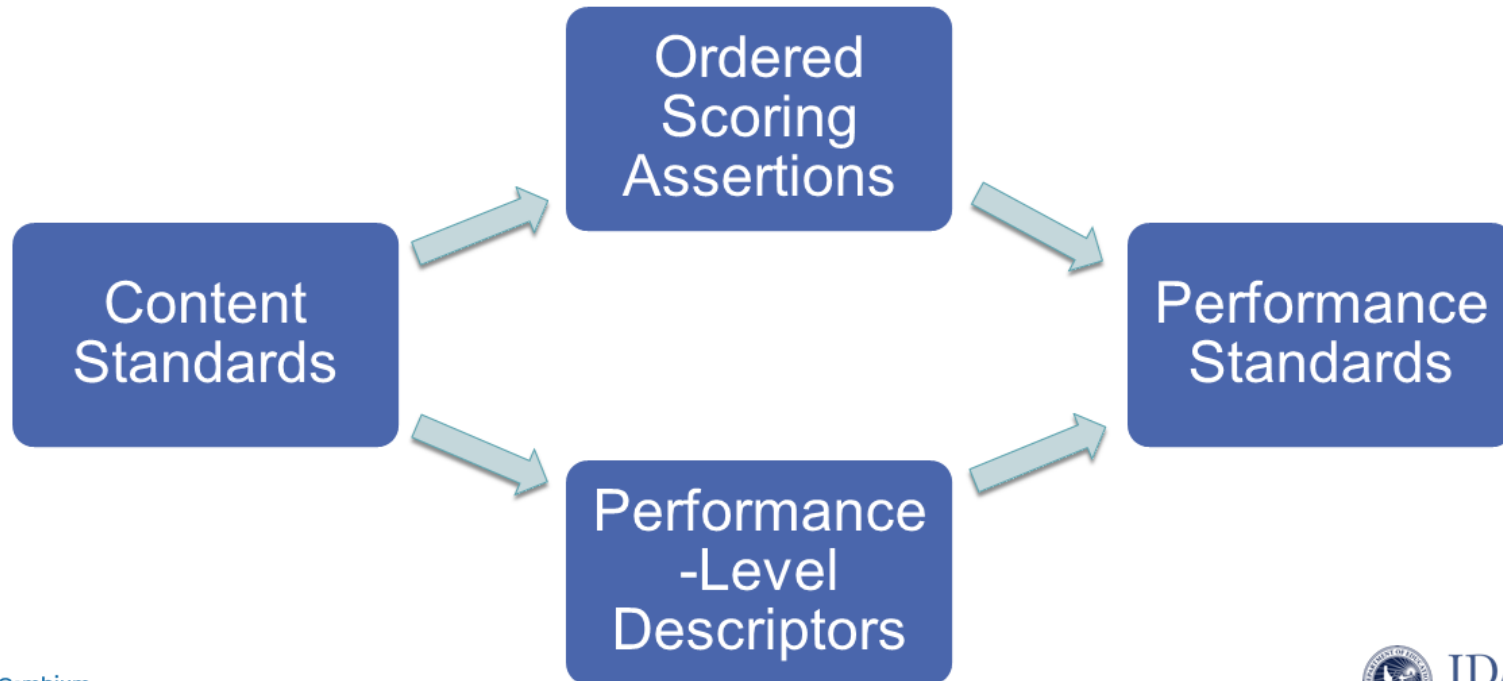 Ordered
Scoring
Assertions
Content
Standards
Performance
Standards
Performance
-Level
Descriptors